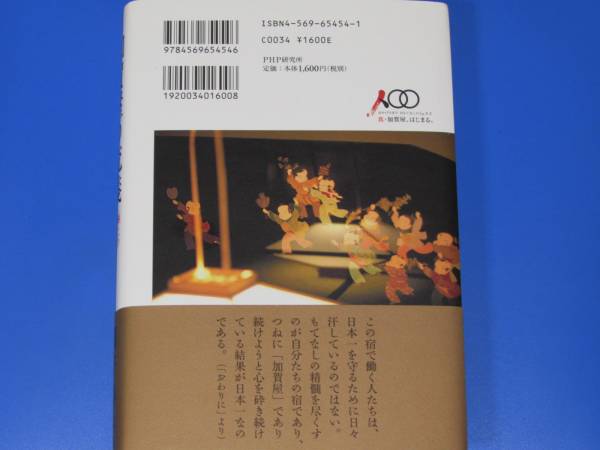 ISBN4-569-65454-1
C0034 ¥1600E
9784569654546
1920034016008
PHP研究所
定価：本体1,600円(税別)
人100
真・加賀屋、はじまる。
この宿で働く人たちは、
日本一を守るために日々
汗しているのではない。
もてなしの精髄を尽くす
のが自分たちの宿であり、
つねに「加賀屋」であり
続けようと心を砕き続け
ている結果が日本一なの
である。（「おわりに」より）